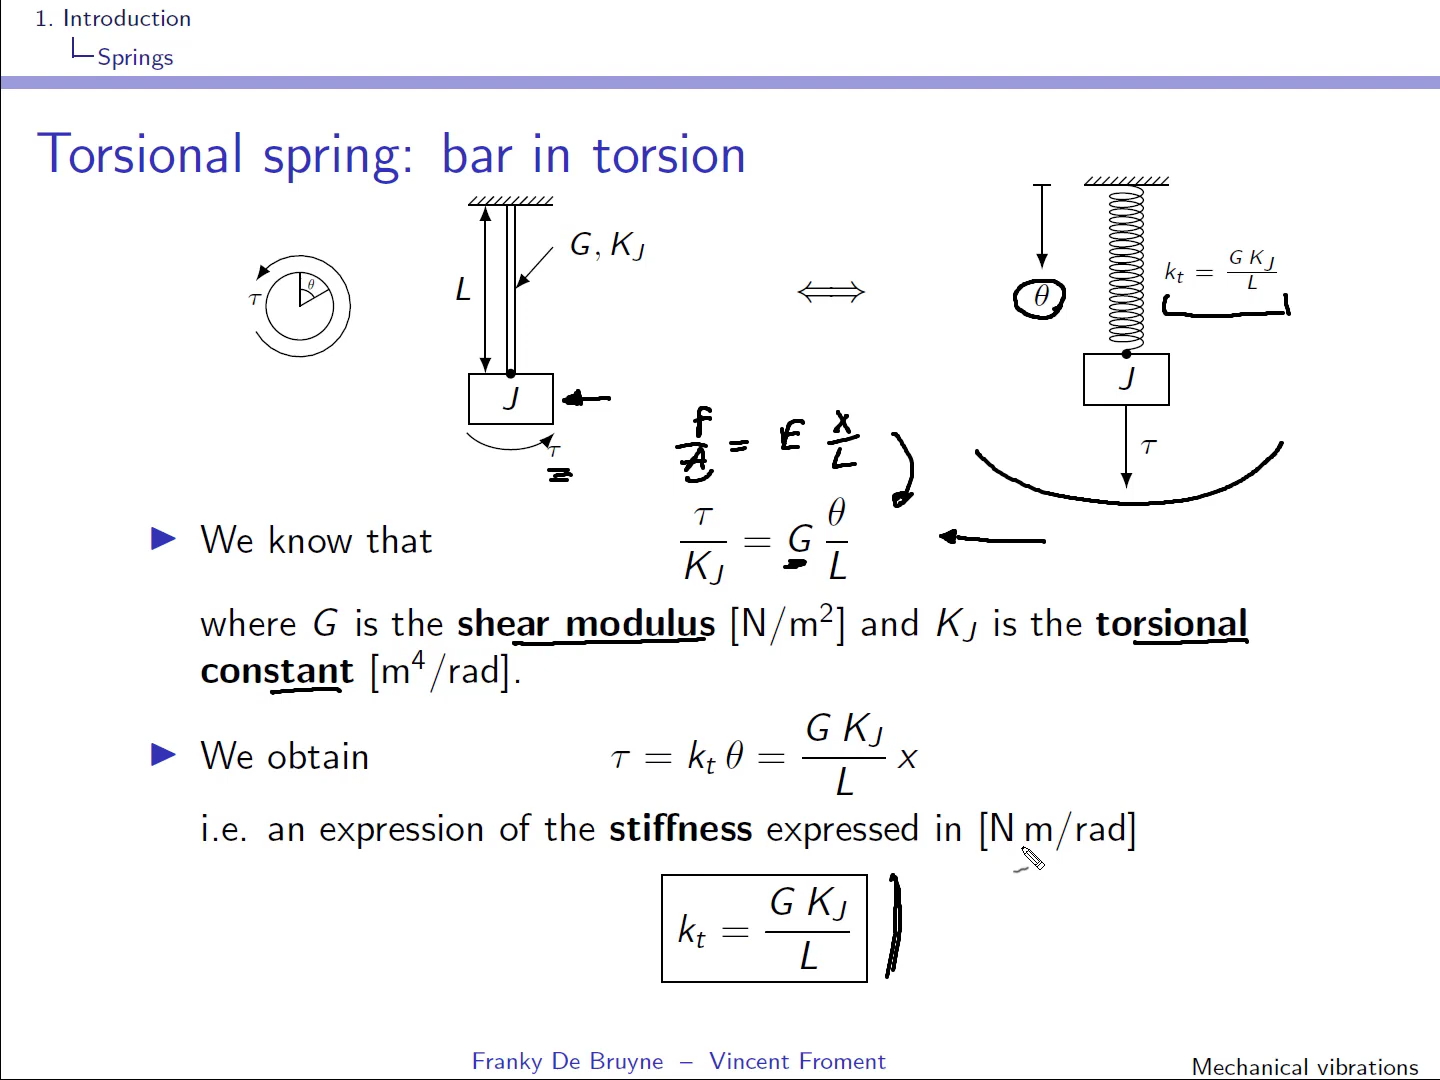 1. Introduction
Springs
Torsional spring: bar in torsion
τ
θ
L
G, K_J
J
τ
⟺
θ
k_t = G K_J / L
J
τ
f/A = E x/L
We know that τ/K_J = G θ/L
where G is the shear modulus [N/m²] and K_J is the torsional
constant [m⁴/rad].
We obtain τ = k_t θ = G K_J / L x
i.e. an expression of the stiffness expressed in [N m/rad]
k_t = G K_J / L
Franky De Bruyne – Vincent Froment
Mechanical vibrations